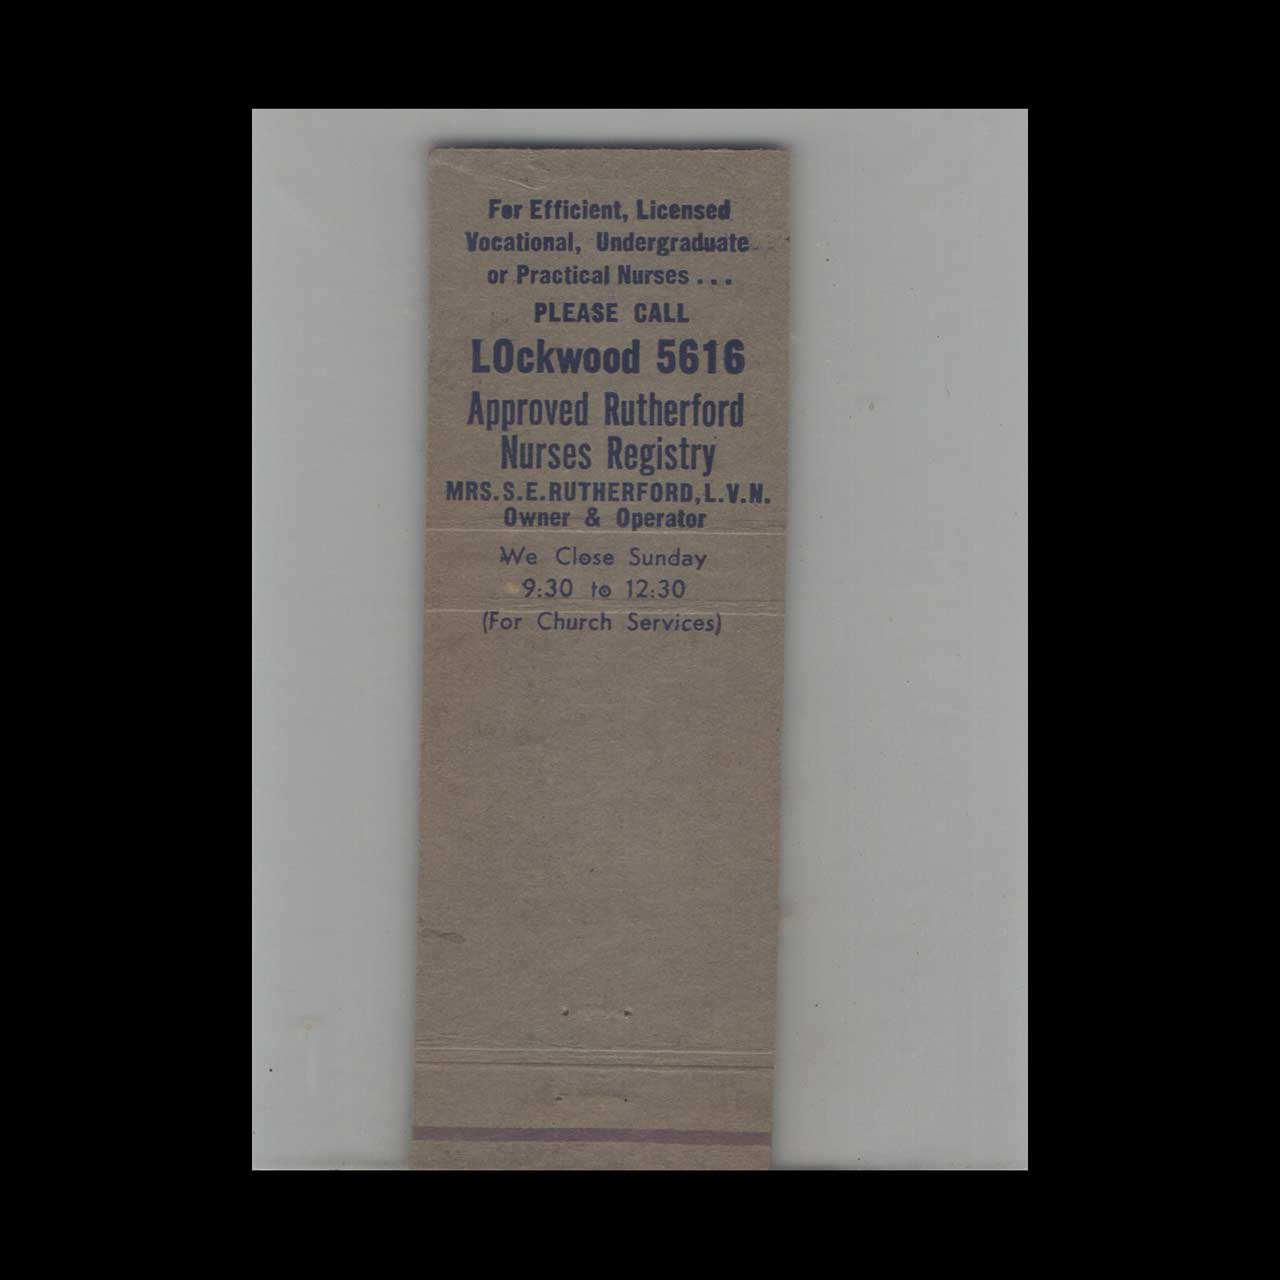 For Efficient, Licensed
Vocational, Undergraduate
or Practical Nurses . . .
PLEASE CALL
LOckwood 5616
Approved Rutherford
Nurses Registry
MRS. S. E. RUTHERFORD, L.V.N.
Owner & Operator
We Close Sunday
9:30 to 12:30
(For Church Services)